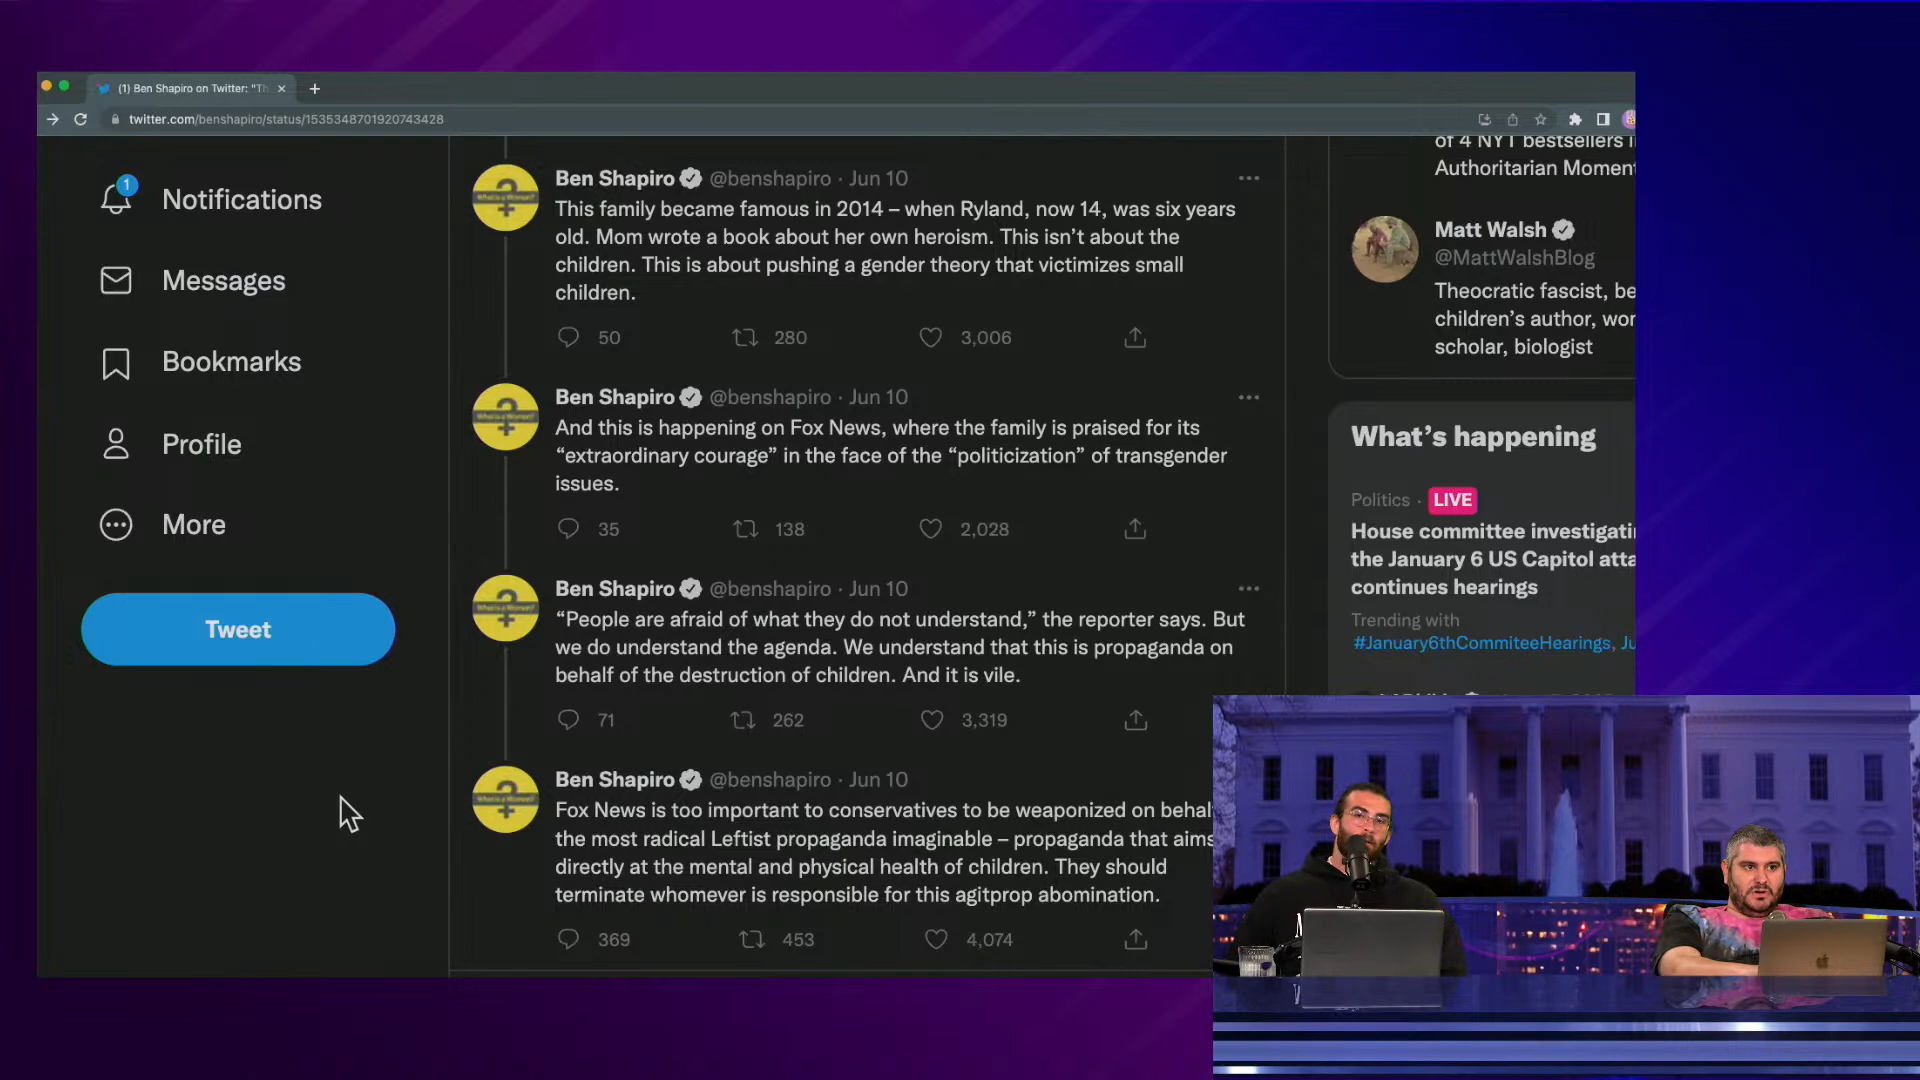 (1) Ben Shapiro on Twitter: "Th
twitter.com/benshapiro/status/1535348701920743428
Notifications
1
Messages
Bookmarks
Profile
More
Tweet
Ben Shapiro @benshapiro · Jun 10
This family became famous in 2014 – when Ryland, now 14, was six years
old. Mom wrote a book about her own heroism. This isn't about the
children. This is about pushing a gender theory that victimizes small
children.
50 280 3,006
Ben Shapiro @benshapiro · Jun 10
And this is happening on Fox News, where the family is praised for its
“extraordinary courage” in the face of the “politicization” of transgender
issues.
35 138 2,028
Ben Shapiro @benshapiro · Jun 10
“People are afraid of what they do not understand,” the reporter says. But
we do understand the agenda. We understand that this is propaganda on
behalf of the destruction of children. And it is vile.
71 262 3,319
Ben Shapiro @benshapiro · Jun 10
Fox News is too important to conservatives to be weaponized on behal
the most radical Leftist propaganda imaginable – propaganda that aims
directly at the mental and physical health of children. They should
terminate whomever is responsible for this agitprop abomination.
369 453 4,074
of 4 NYT bestsellers i
Authoritarian Momen
Matt Walsh
@MattWalshBlog
Theocratic fascist, be
children's author, wor
scholar, biologist
What's happening
Politics · LIVE
House committee investigati
the January 6 US Capitol atta
continues hearings
Trending with
#January6thCommiteeHearings, Ju